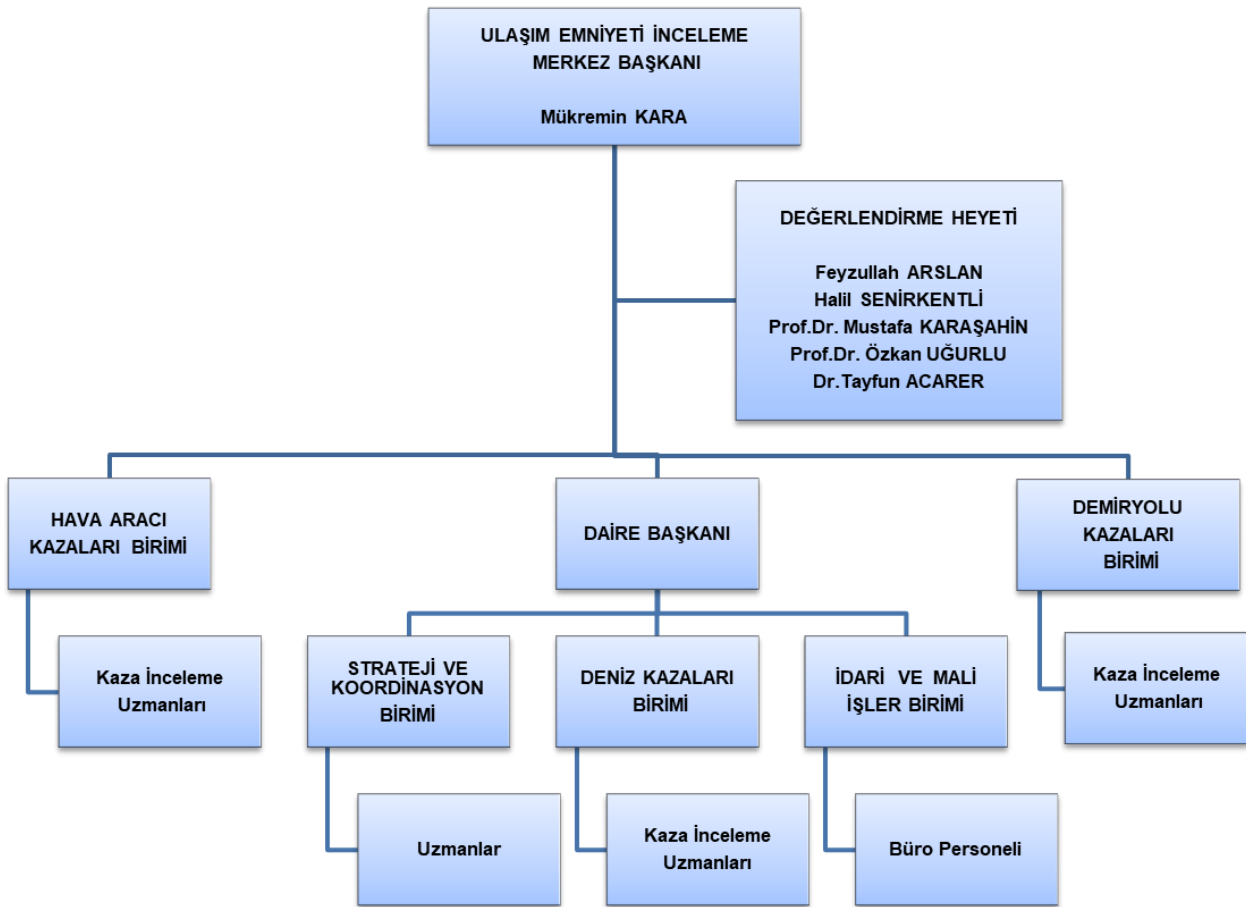 ULAŞIM EMNİYETİ İNCELEME
MERKEZ BAŞKANI
Mükremin KARA
DEĞERLENDİRME HEYETİ
Feyzullah ARSLAN
Halil SENİRKENTLİ
Prof.Dr. Mustafa KARAŞAHİN
Prof.Dr. Özkan UĞURLU
Dr.Tayfun ACARER
HAVA ARACI
KAZALARI BİRİMİ
DAİRE BAŞKANI
DEMİRYOLU
KAZALARI
BİRİMİ
Kaza İnceleme
Uzmanları
STRATEJİ VE
KOORDİNASYON
BİRİMİ
DENİZ KAZALARI
BİRİMİ
İDARİ VE MALİ
İŞLER BİRİMİ
Kaza İnceleme
Uzmanları
Uzmanlar
Kaza İnceleme
Uzmanları
Büro Personeli